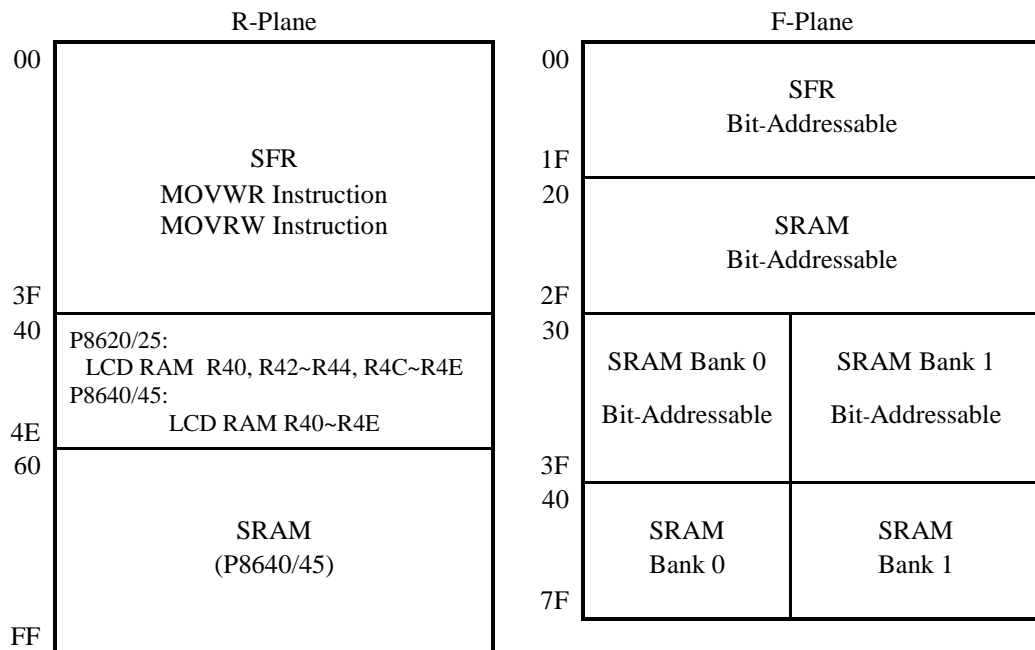 R-Plane
00
SFR
MOVWR Instruction
MOVRW Instruction
3F
40
P8620/25:
LCD RAM R40, R42~R44, R4C~R4E
P8640/45:
LCD RAM R40~R4E
4E
60
SRAM
(P8640/45)
FF
F-Plane
00
SFR
Bit-Addressable
1F
20
SRAM
Bit-Addressable
2F
30
SRAM Bank 0
Bit-Addressable
SRAM Bank 1
Bit-Addressable
3F
40
SRAM
Bank 0
SRAM
Bank 1
7F